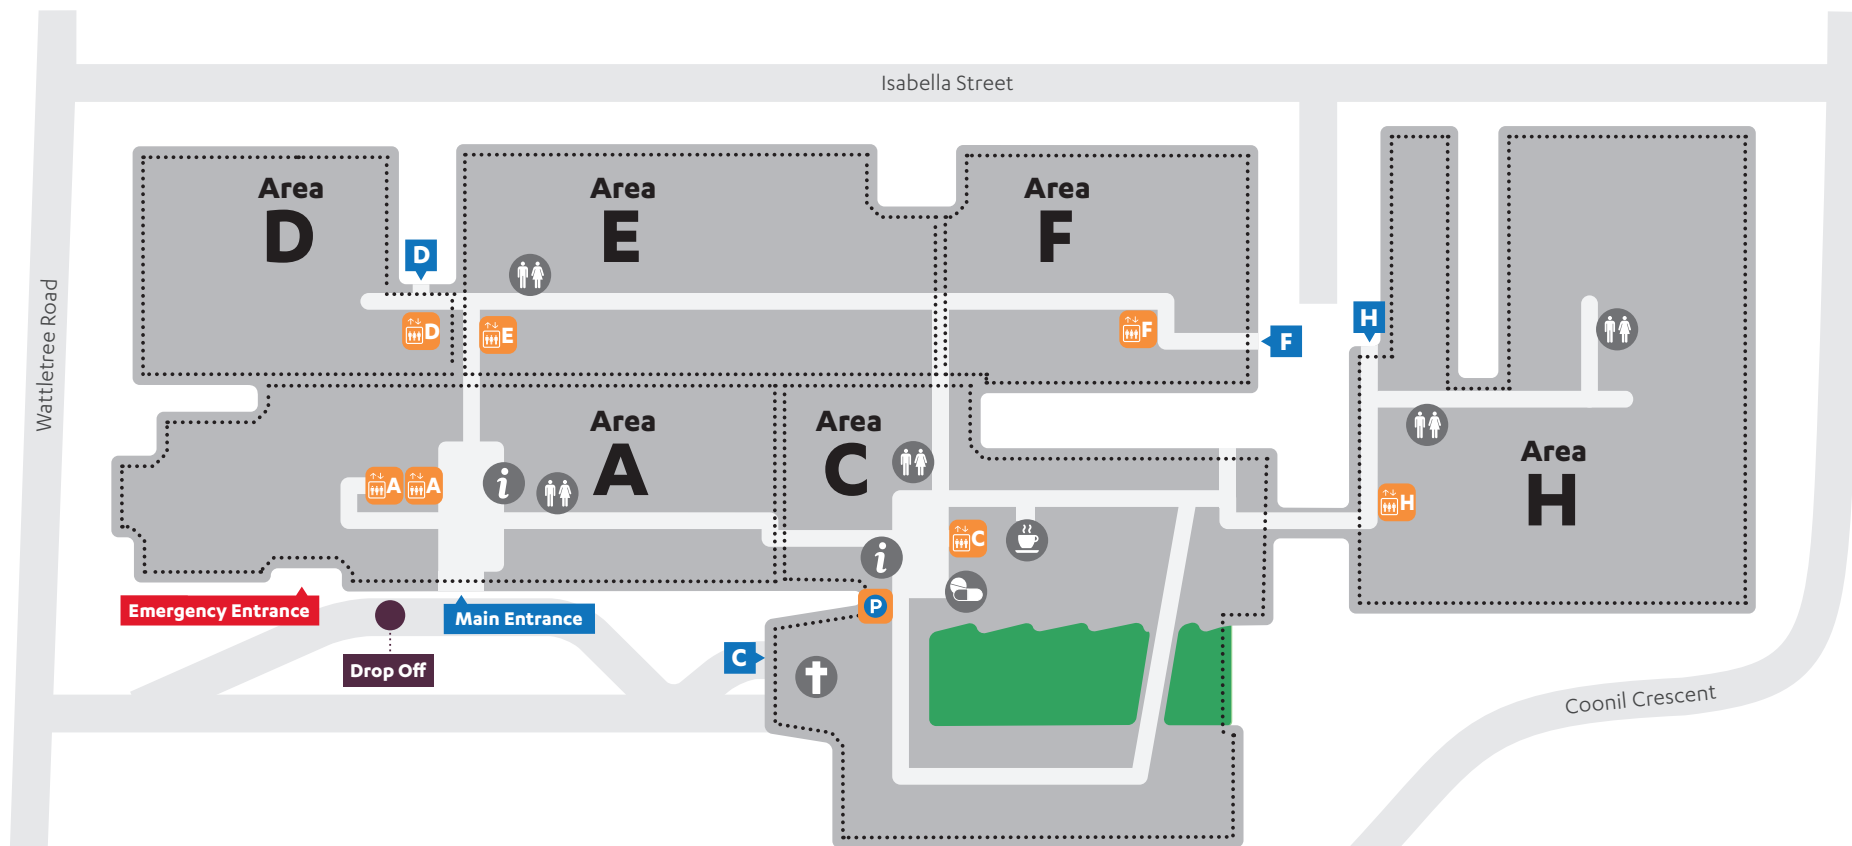 Isabella Street
Wattletree Road
Area
D
Area
E
Area
F
D
D
E
F
F
H
Area
A
Area
C
Area
H
A
A
i
H
C
i
P
Emergency Entrance
Main Entrance
Drop Off
C
Coonil Crescent